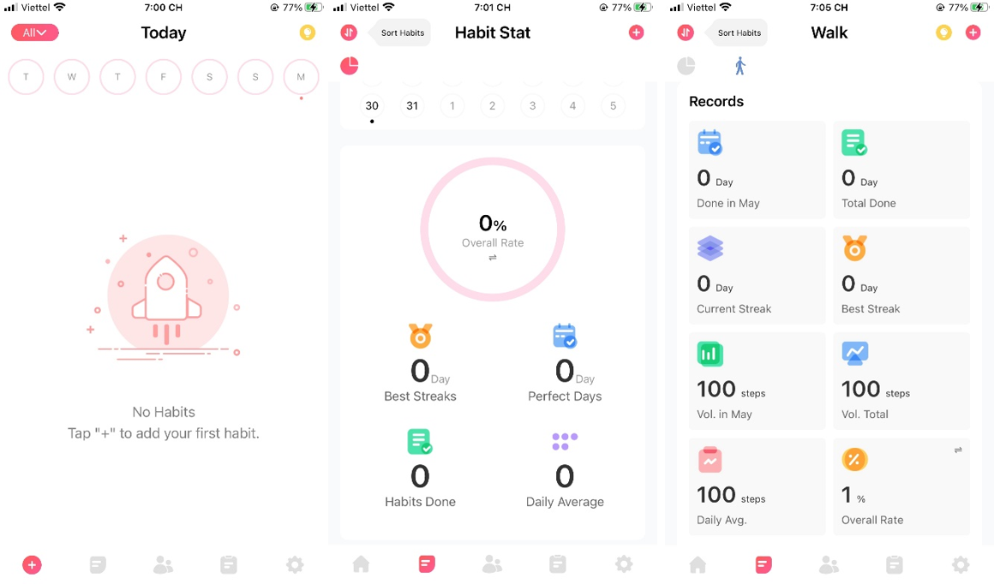 Viettel 7:00 CH 77%
All
Today
T W T F S S M
No Habits
Tap "+" to add your first habit.
Viettel 7:01 CH 77%
Sort Habits
Habit Stat
30 31 1 2 3 4 5
0%
Overall Rate
0 Day
Best Streaks
0 Day
Perfect Days
0
Habits Done
0
Daily Average
Viettel 7:05 CH 77%
Sort Habits
Walk
Records
0 Day
Done in May
0 Day
Total Done
0 Day
Current Streak
0 Day
Best Streak
100 steps
Vol. in May
100 steps
Vol. Total
100 steps
Daily Avg.
1 %
Overall Rate